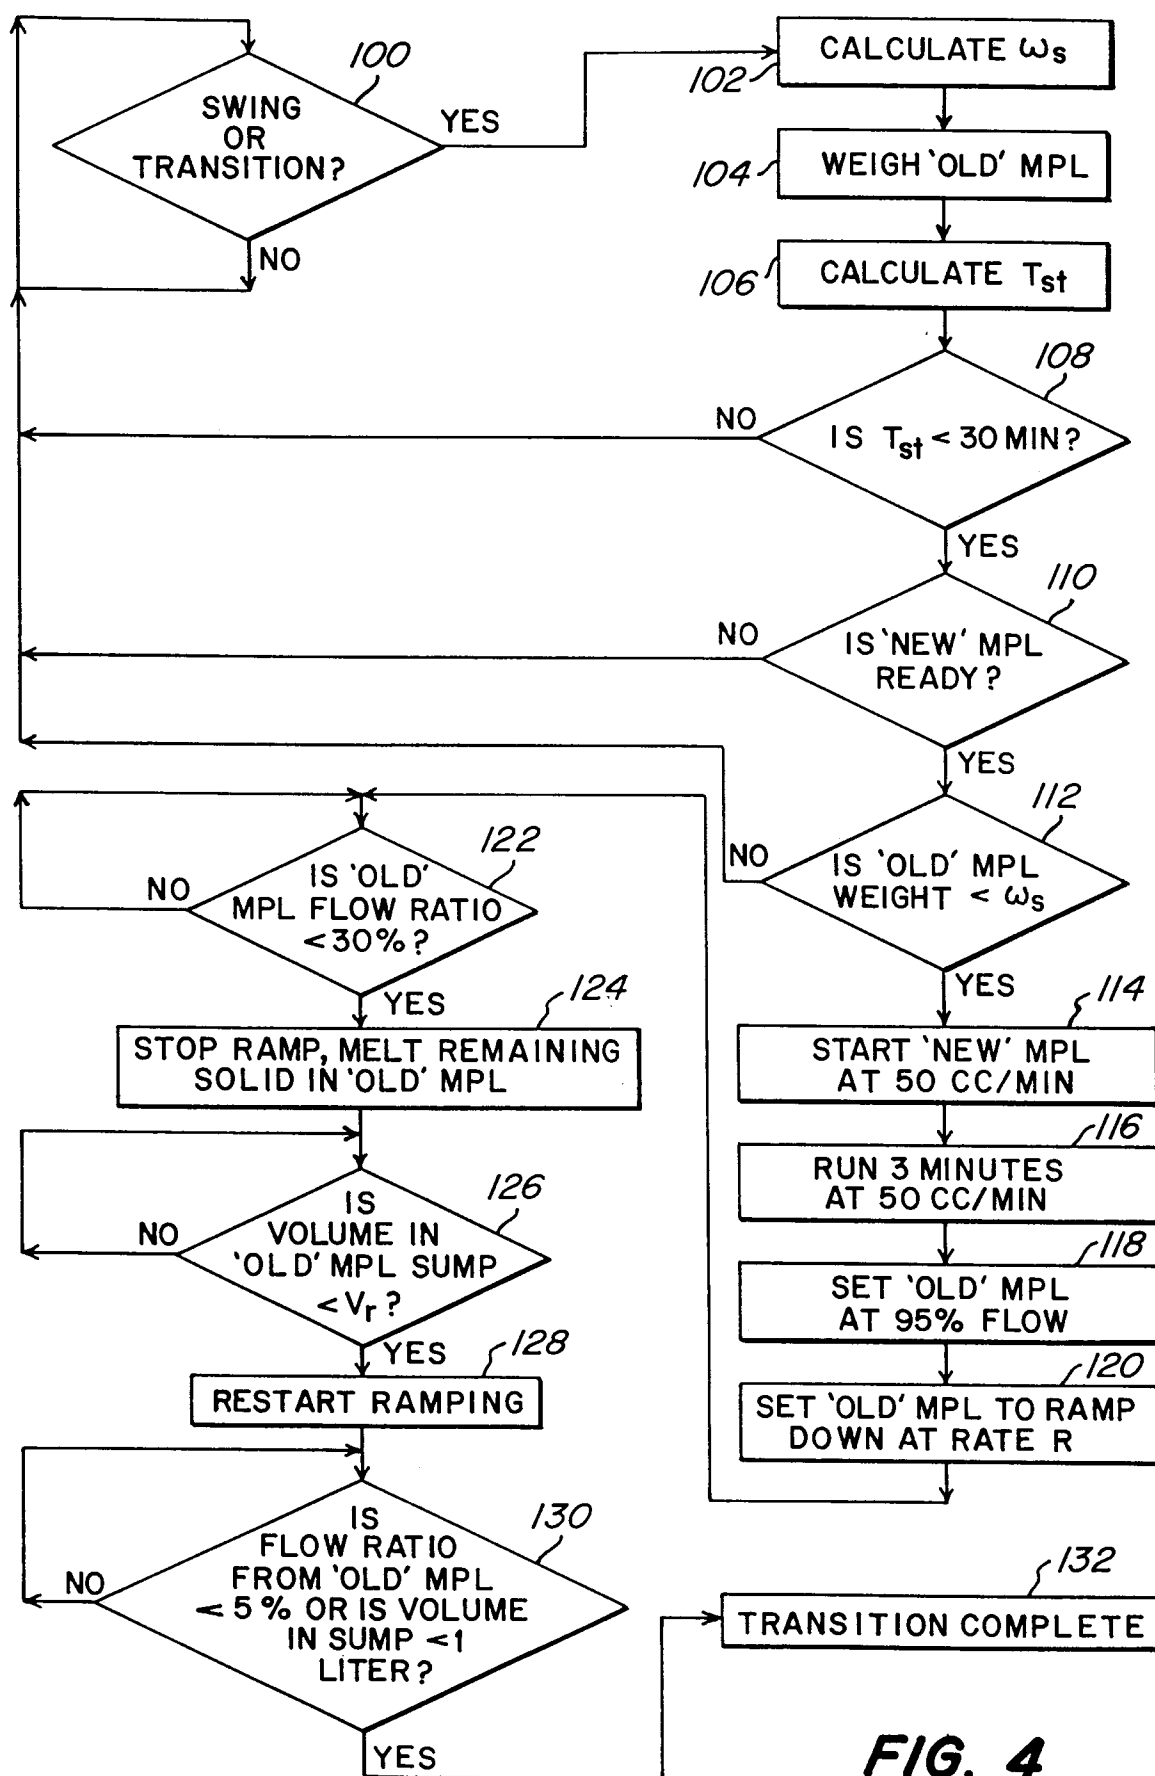 100
SWING
OR
TRANSITION?
YES
NO
CALCULATE ωs
102
WEIGH 'OLD' MPL
104
CALCULATE Tst
106
108
IS Tst < 30 MIN?
NO
YES
110
IS 'NEW' MPL
READY?
NO
YES
112
IS 'OLD' MPL
WEIGHT < ωs
NO
YES
114
START 'NEW' MPL
AT 50 CC/MIN
116
RUN 3 MINUTES
AT 50 CC/MIN
118
SET 'OLD' MPL
AT 95% FLOW
120
SET 'OLD' MPL TO RAMP
DOWN AT RATE R
122
IS 'OLD'
MPL FLOW RATIO
<30%?
NO
YES
124
STOP RAMP, MELT REMAINING
SOLID IN 'OLD' MPL
126
IS
VOLUME IN
'OLD' MPL SUMP
< Vr ?
NO
YES
128
RESTART RAMPING
130
IS
FLOW RATIO
FROM 'OLD' MPL
< 5% OR IS VOLUME
IN SUMP <1
LITER?
NO
YES
132
TRANSITION COMPLETE
FIG. 4